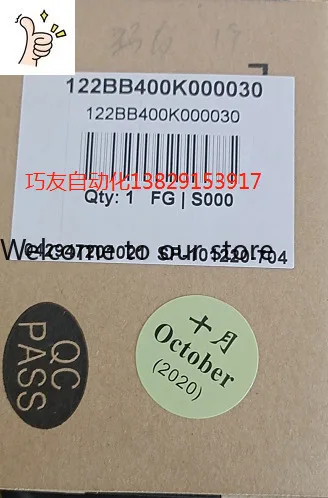 122BB400K000030
122BB400K000030
巧友自动化13829153917
Qty: 1 FG | S000
Welcome to our store
QC
PASS
十月
October
(2020)